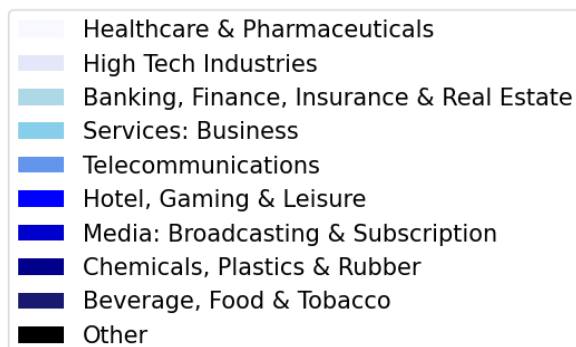 Healthcare & Pharmaceuticals
High Tech Industries
Banking, Finance, Insurance & Real Estate
Services: Business
Telecommunications
Hotel, Gaming & Leisure
Media: Broadcasting & Subscription
Chemicals, Plastics & Rubber
Beverage, Food & Tobacco
Other